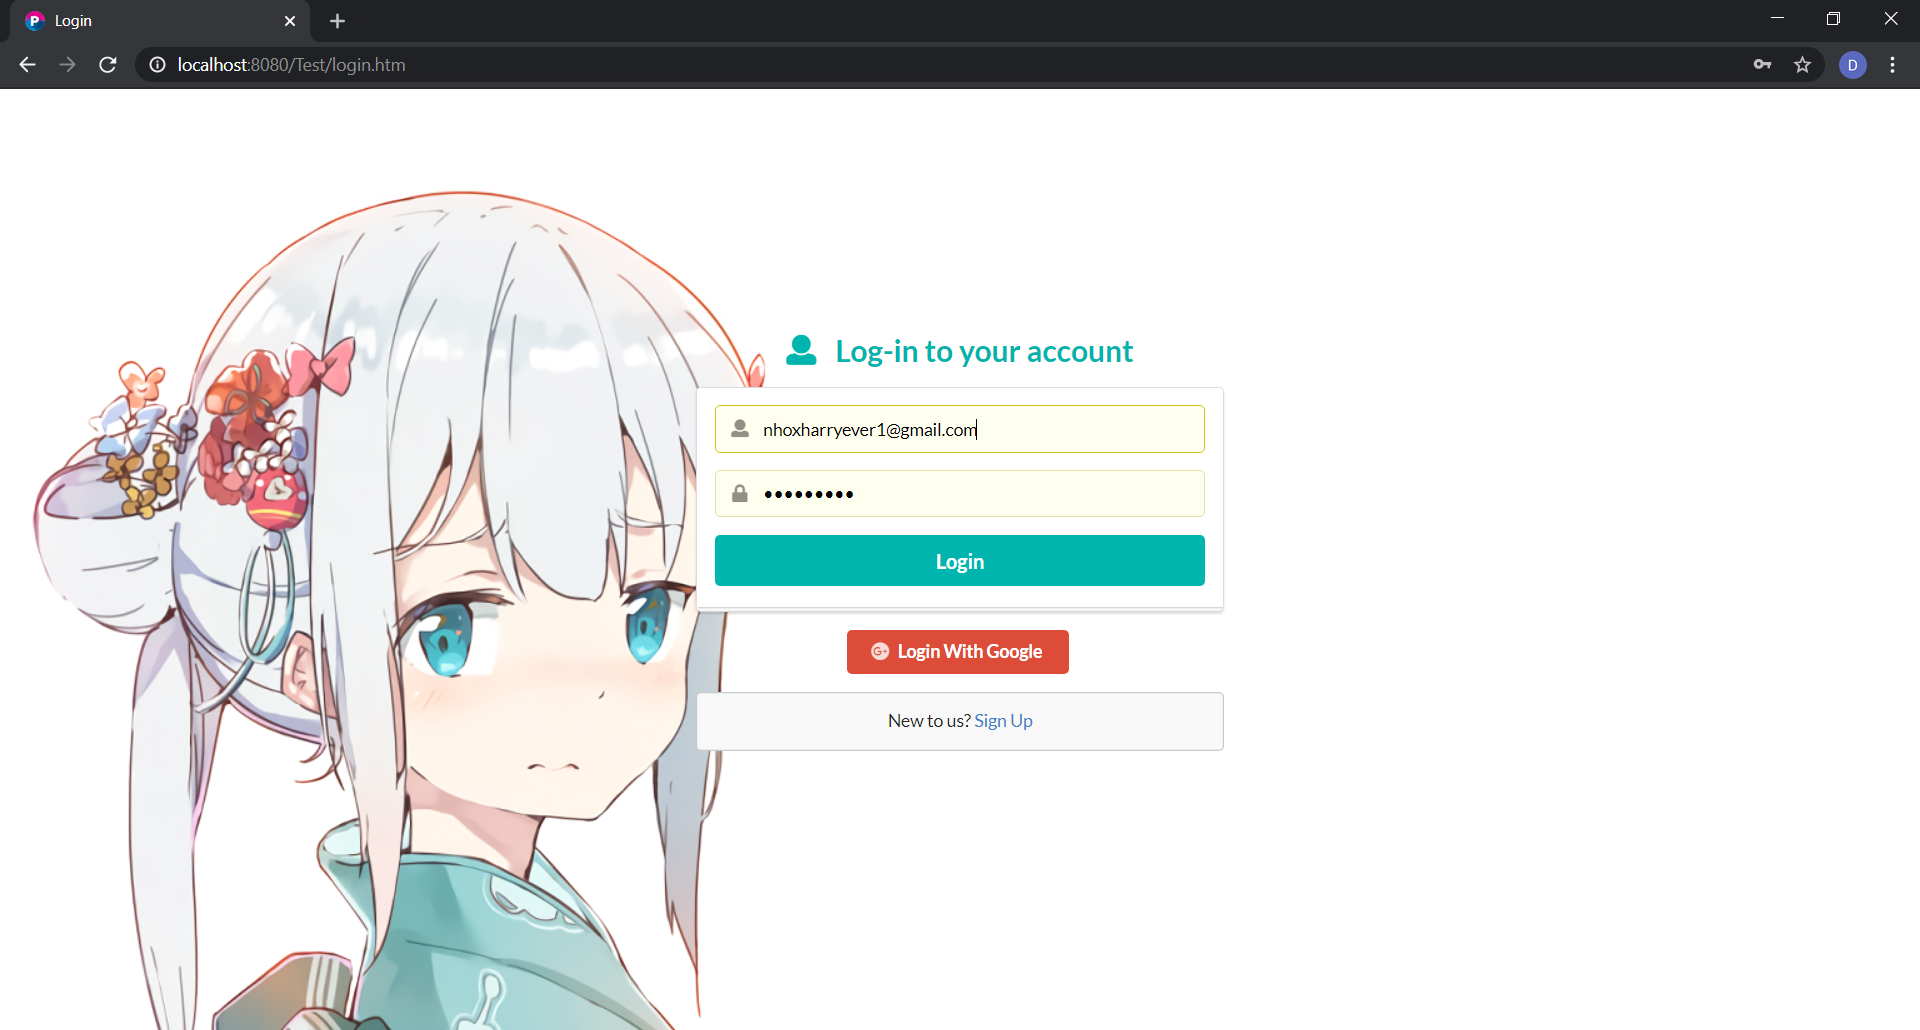 Login
localhost:8080/Test/login.htm
D
Log-in to your account
nhoxharryever1@gmail.com
•••••••••
Login
G+ Login With Google
New to us? Sign Up